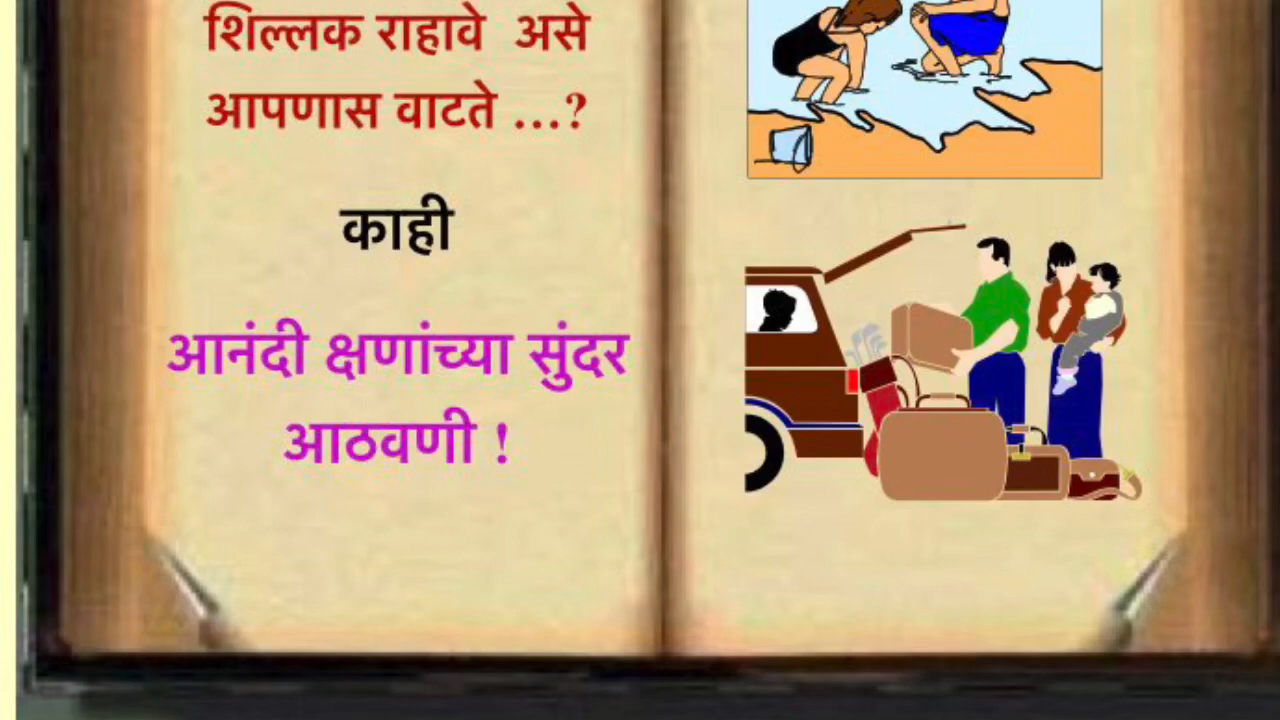 शिल्लक राहावे असे
आपणास वाटते ...?
काही
आनंदी क्षणांच्या सुंदर
आठवणी !